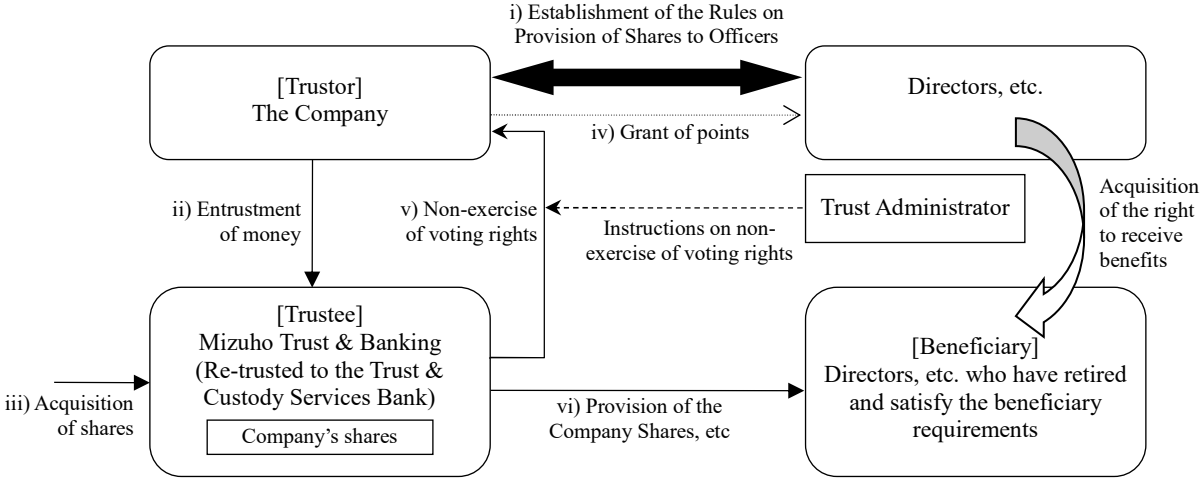 i) Establishment of the Rules on
Provision of Shares to Officers
[Trustor]
The Company
Directors, etc.
iv) Grant of points
ii) Entrustment
of money
v) Non-exercise
of voting rights
Trust Administrator
Instructions on non-
exercise of voting rights
Acquisition
of the right
to receive
benefits
[Trustee]
Mizuho Trust & Banking
(Re-trusted to the Trust &
Custody Services Bank)
Company’s shares
iii) Acquisition
of shares
vi) Provision of the
Company Shares, etc
[Beneficiary]
Directors, etc. who have retired
and satisfy the beneficiary
requirements